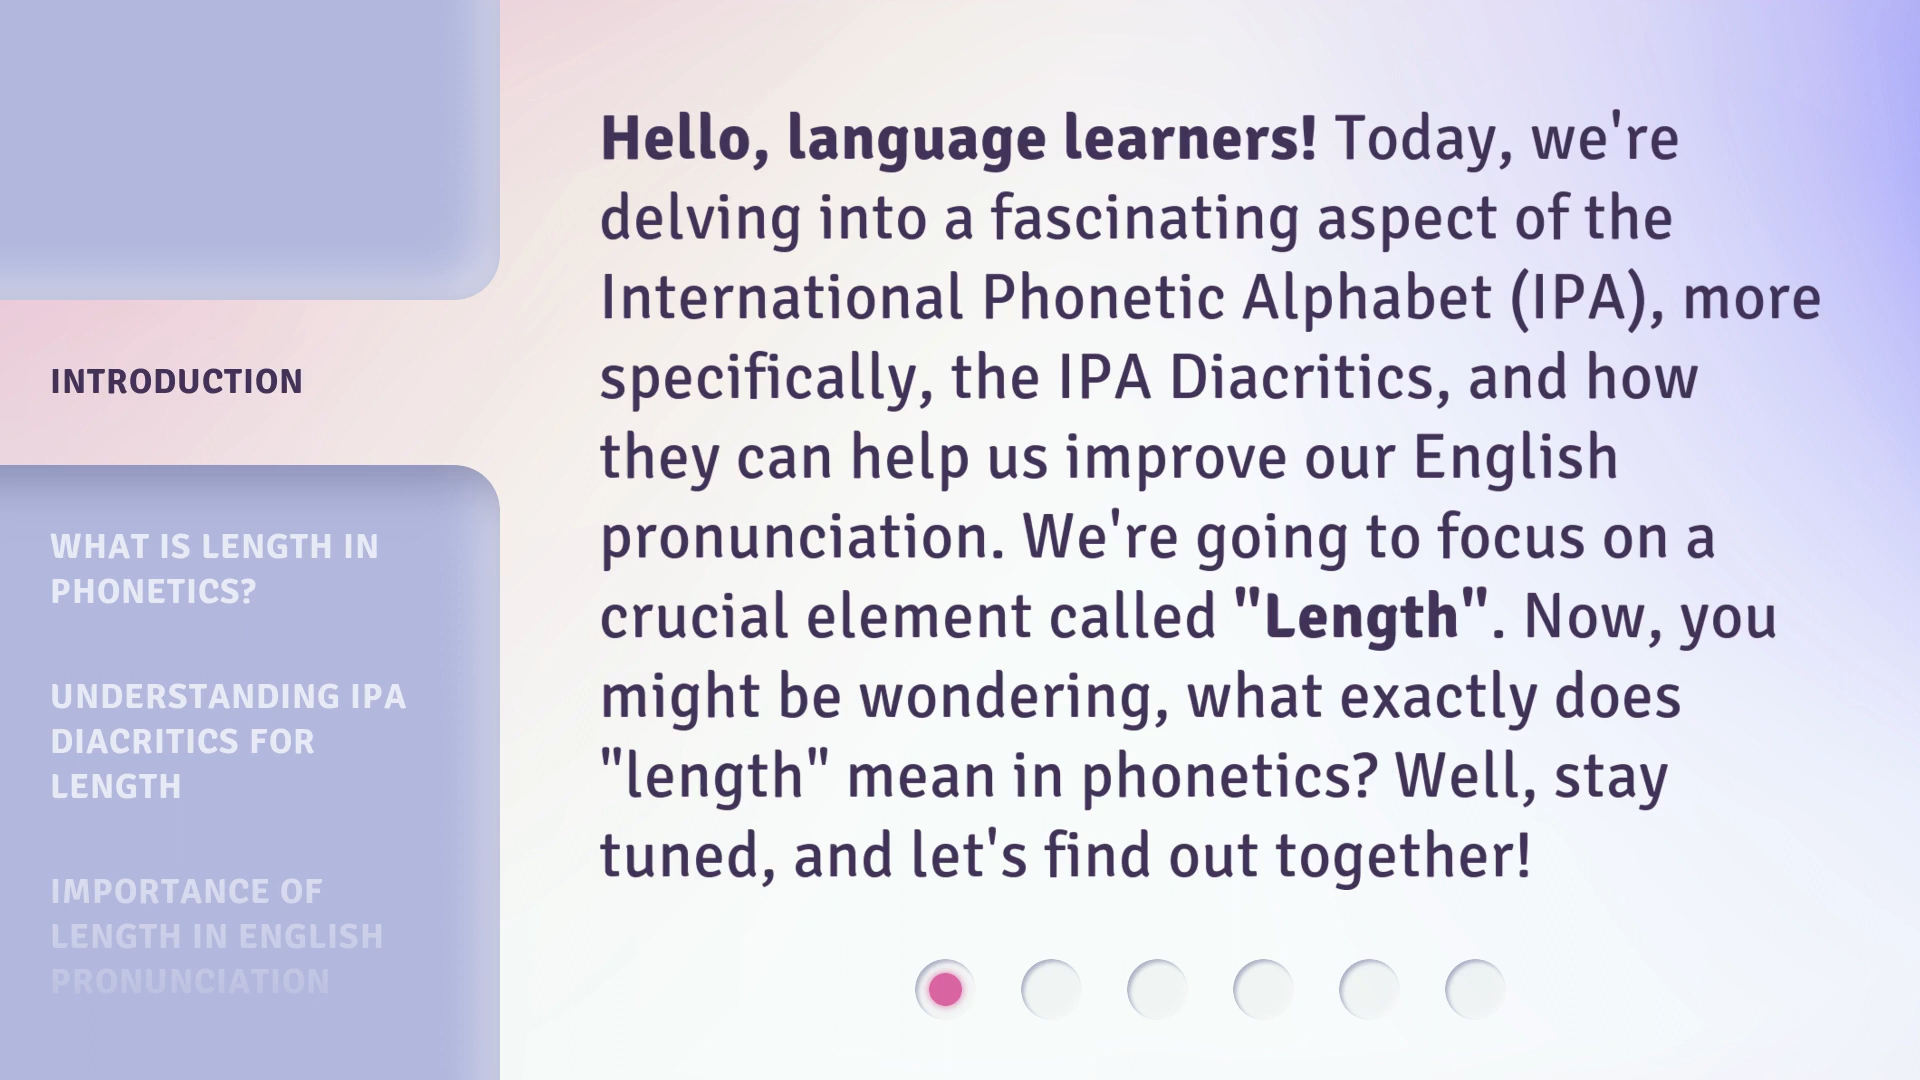 INTRODUCTION
WHAT IS LENGTH IN
PHONETICS?
UNDERSTANDING IPA
DIACRITICS FOR
LENGTH
IMPORTANCE OF
LENGTH IN ENGLISH
PRONUNCIATION
Hello, language learners! Today, we're
delving into a fascinating aspect of the
International Phonetic Alphabet (IPA), more
specifically, the IPA Diacritics, and how
they can help us improve our English
pronunciation. We're going to focus on a
crucial element called "Length". Now, you
might be wondering, what exactly does
"length" mean in phonetics? Well, stay
tuned, and let's find out together!